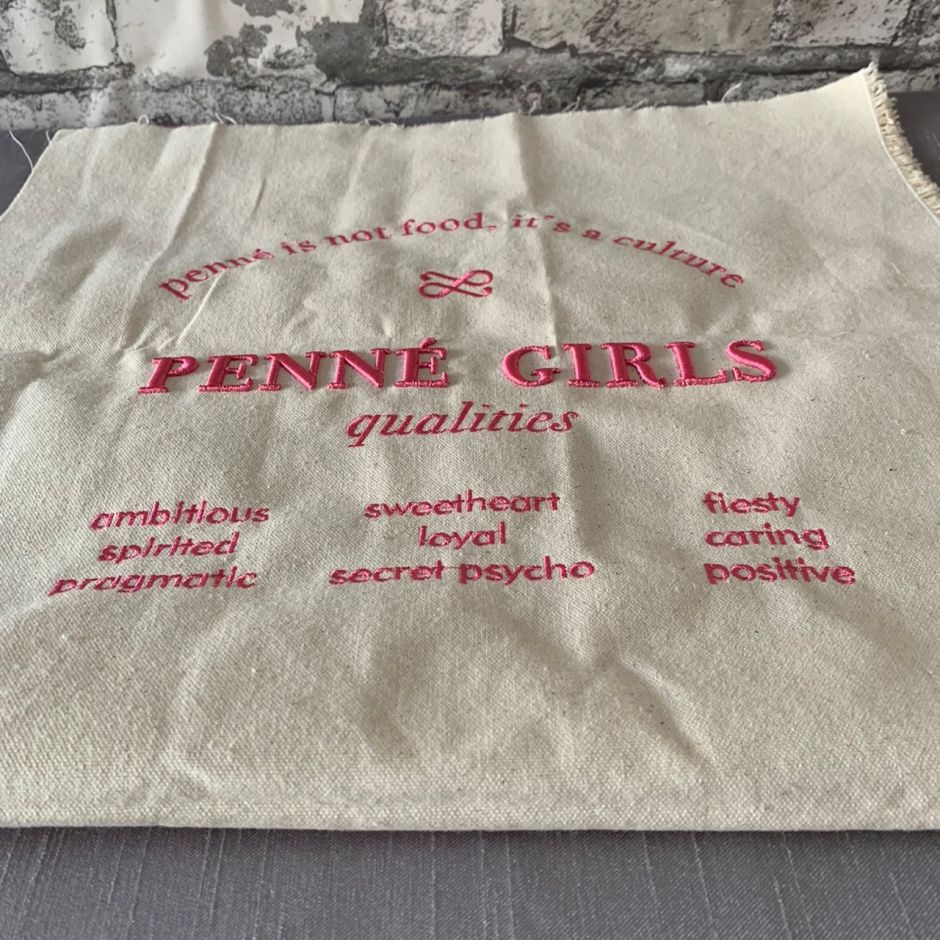 penné is not food, it's a culture
PENNÉ GIRLS
qualities
ambitious sweetheart fiesty
spirited loyal caring
pragmatic secret psycho positive